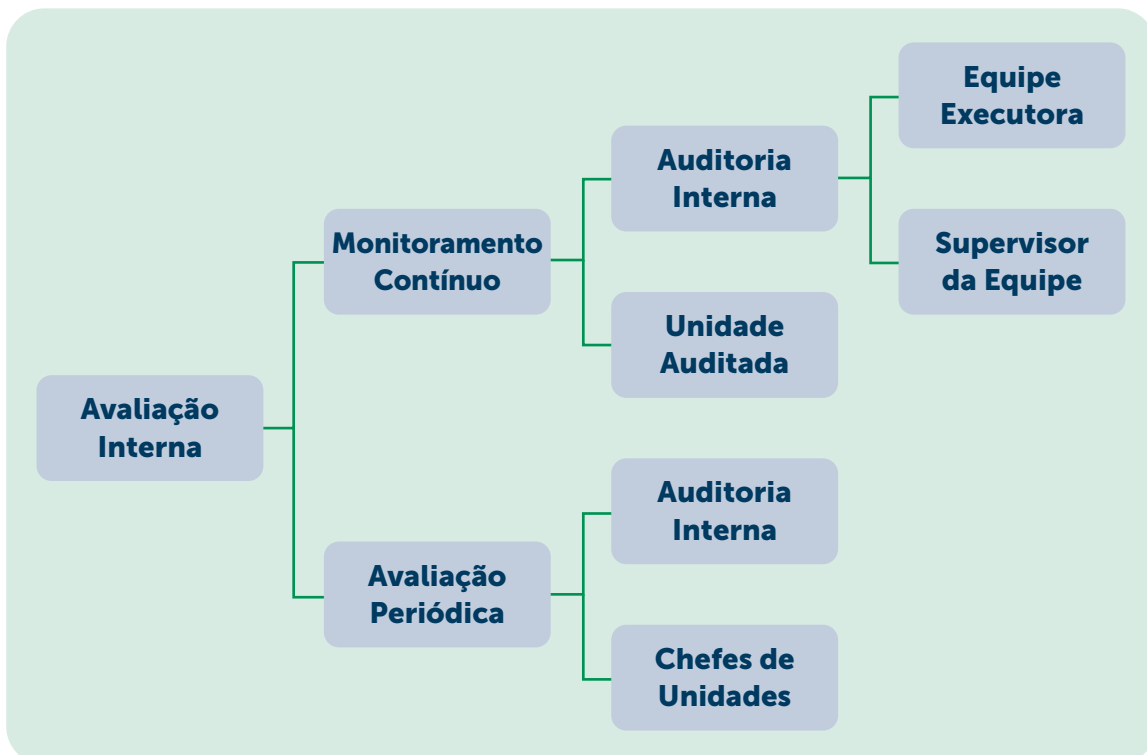 Equipe
Executora
Auditoria
Interna
Supervisor
da Equipe
Monitoramento
Contínuo
Unidade
Auditada
Avaliação
Interna
Auditoria
Interna
Avaliação
Periódica
Chefes de
Unidades